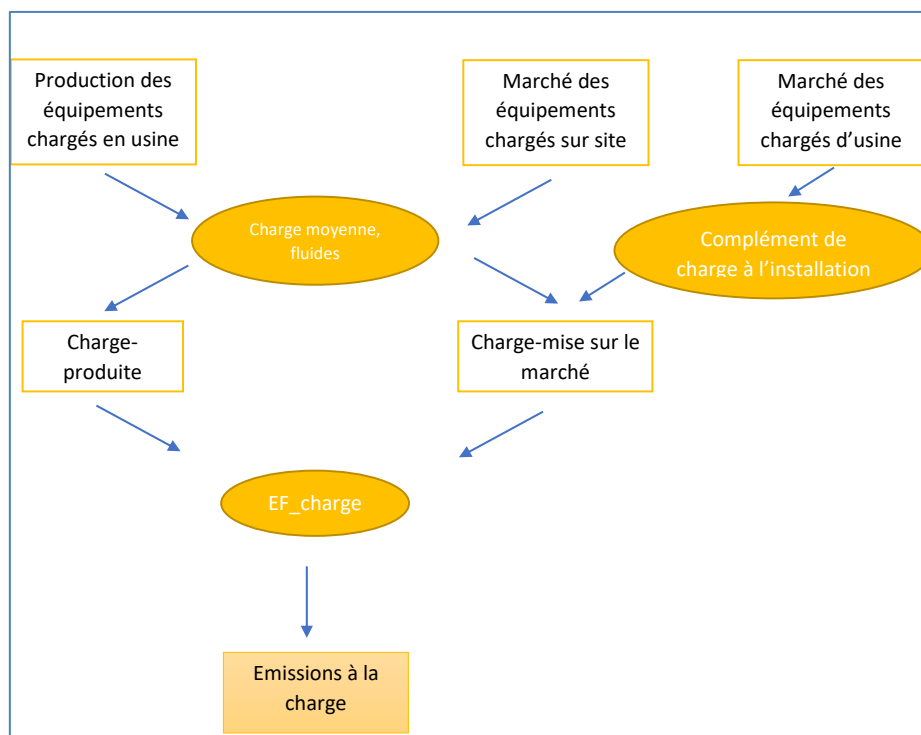 Production des
équipements
chargés en usine
Marché des
équipements
chargés sur site
Marché des
équipements
chargés d’usine
Charge moyenne,
fluides
Complément de
charge à l’installation
Charge-
produite
Charge-mise sur le
marché
EF_charge
Emissions à la
charge